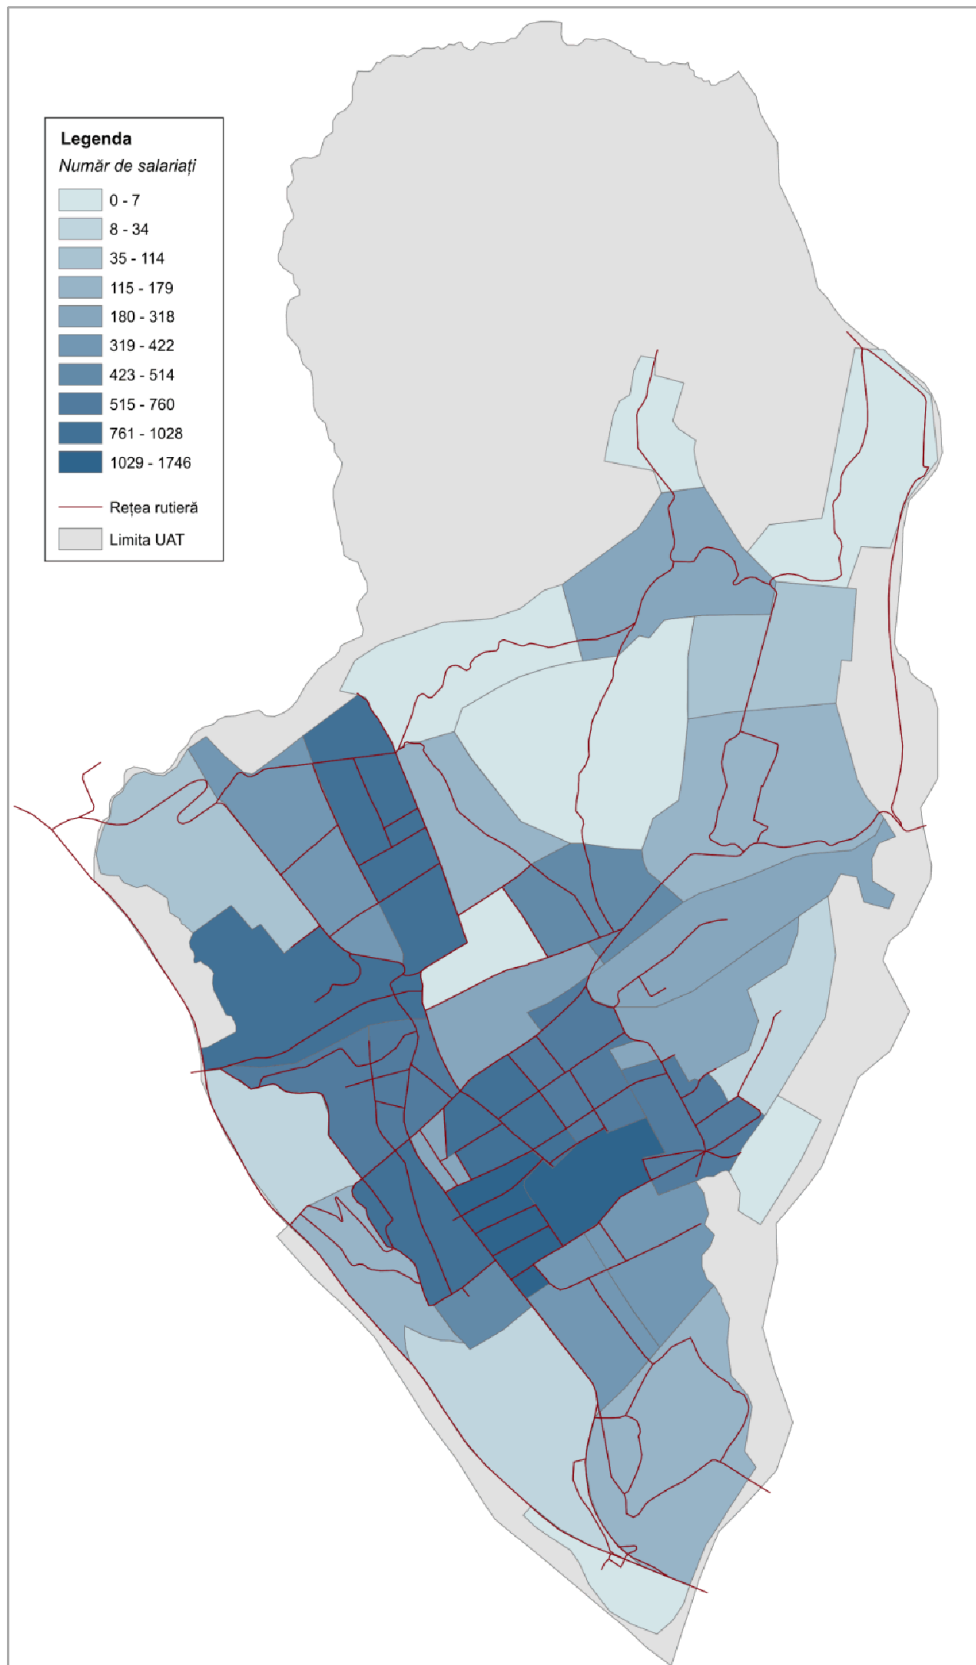 Legenda
Număr de salariați
0 - 7
8 - 34
35 - 114
115 - 179
180 - 318
319 - 422
423 - 514
515 - 760
761 - 1028
1029 - 1746
Rețea rutieră
Limita UAT